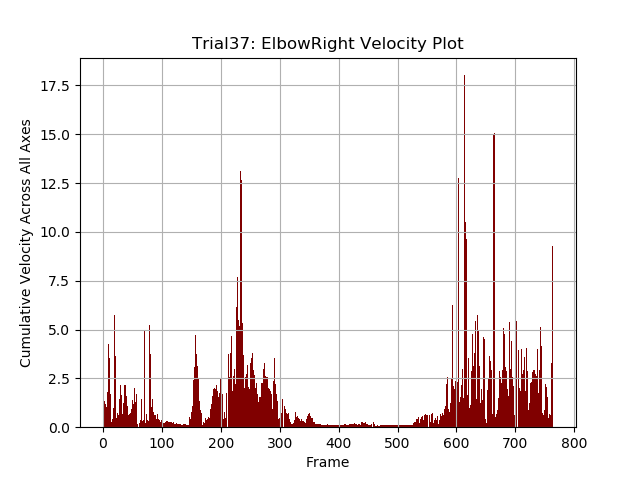 Trial37: ElbowRight Velocity Plot
17.5
15.0
12.5
10.0
7.5
5.0
2.5
0.0
Cumulative Velocity Across All Axes
0 100 200 300 400 500 600 700 800
Frame